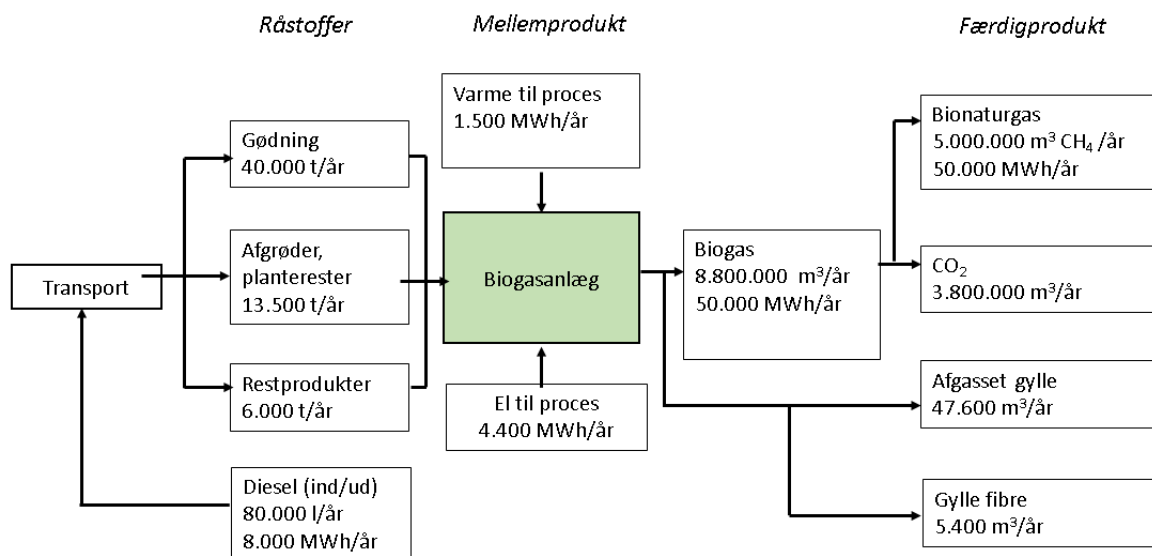 Råstoffer
Mellemprodukt
Færdigprodukt
Varme til proces
1.500 MWh/år
Gødning
40.000 t/år
Afgrøder,
planterester
13.500 t/år
Restprodukter
6.000 t/år
Transport
Diesel (ind/ud)
80.000 l/år
8.000 MWh/år
Biogasanlæg
El til proces
4.400 MWh/år
Biogas
8.800.000 m³/år
50.000 MWh/år
Bionaturgas
5.000.000 m³ CH₄ /år
50.000 MWh/år
CO₂
3.800.000 m³/år
Afgasset gylle
47.600 m³/år
Gylle fibre
5.400 m³/år